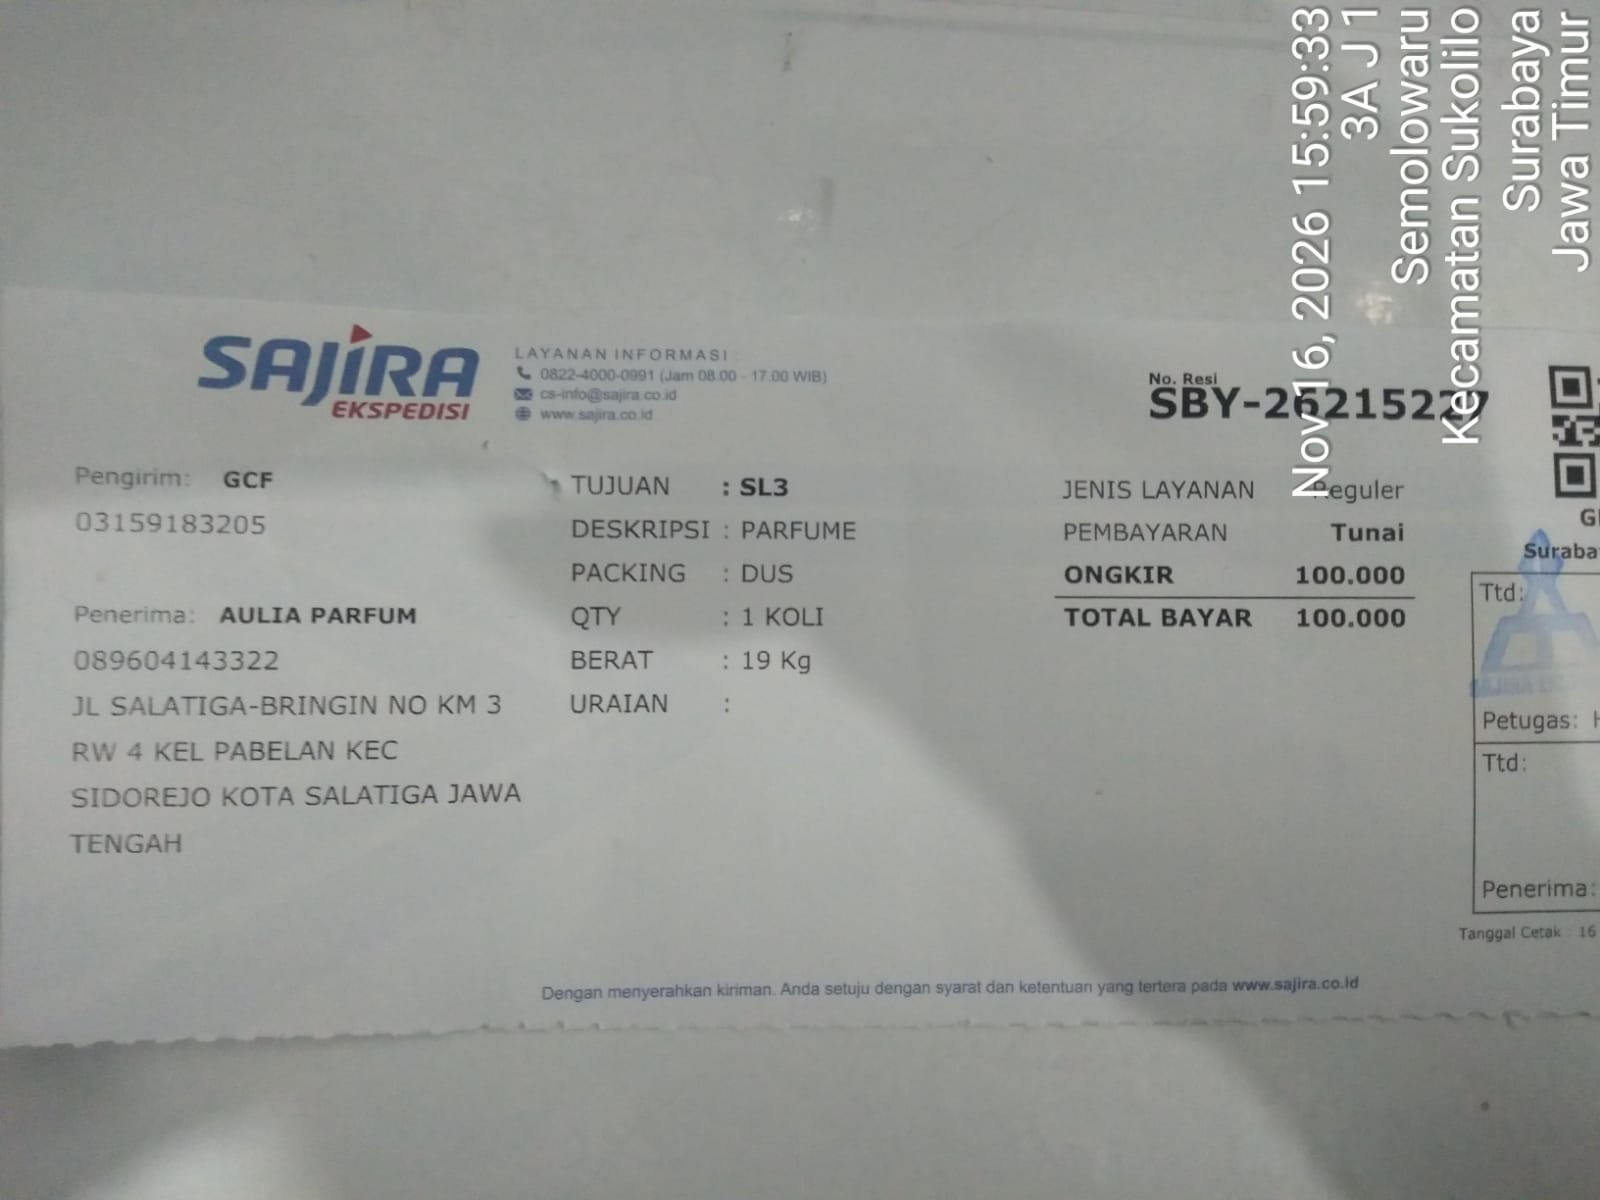 SAJIRA
EKSPEDISI
LAYANAN INFORMASI :
0822-4000-0991 (Jam 08.00 - 17.00 WIB)
cs-info@sajira.co.id
www.sajira.co.id
No. Resi
SBY-26215227
Pengirim: GCF
03159183205
Penerima: AULIA PARFUM
089604143322
JL SALATIGA-BRINGIN NO KM 3
RW 4 KEL PABELAN KEC
SIDOREJO KOTA SALATIGA JAWA
TENGAH
TUJUAN : SL3
DESKRIPSI : PARFUME
PACKING : DUS
QTY : 1 KOLI
BERAT : 19 Kg
URAIAN :
JENIS LAYANAN Reguler
PEMBAYARAN Tunai
ONGKIR 100.000
TOTAL BAYAR 100.000
Ttd:
Petugas:
Ttd:
Penerima:
Tanggal Cetak : 16
Dengan menyerahkan kiriman. Anda setuju dengan syarat dan ketentuan yang tertera pada www.sajira.co.id
Nov 16, 2026 15:59:33
3A J 1
Semolowaru
Kecamatan Sukolilo
Surabaya
Jawa Timur